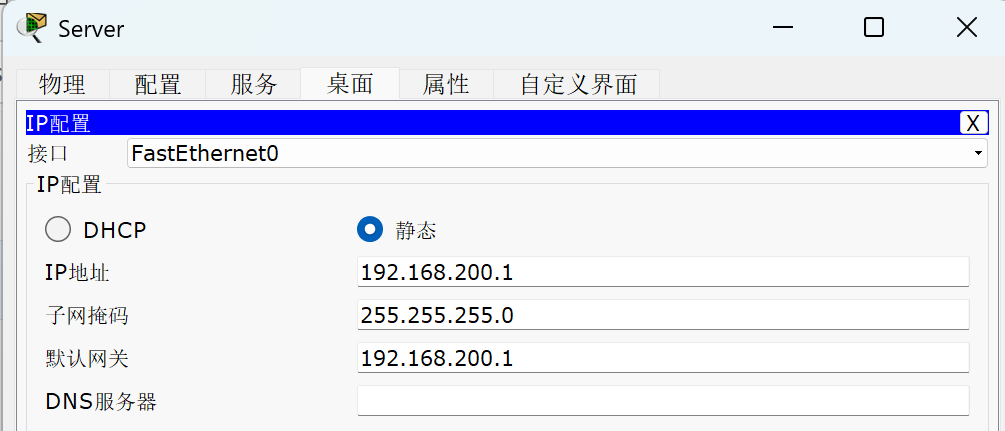 Server
物理 配置 服务 桌面 属性 自定义界面
IP配置 X
接口 FastEthernet0
IP配置
DHCP 静态
IP地址 192.168.200.1
子网掩码 255.255.255.0
默认网关 192.168.200.1
DNS服务器